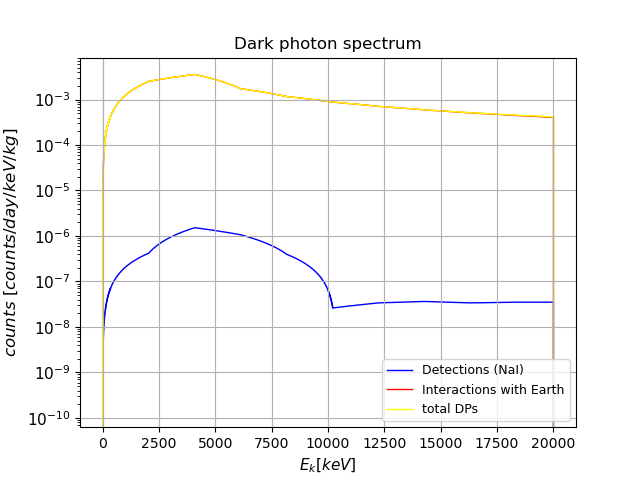 Dark photon spectrum
counts [counts/day/keV/kg]
10⁻³
10⁻⁴
10⁻⁵
10⁻⁶
10⁻⁷
10⁻⁸
10⁻⁹
10⁻¹⁰
Detections (NaI)
Interactions with Earth
total DPs
0 2500 5000 7500 10000 12500 15000 17500 20000
E_k[keV]